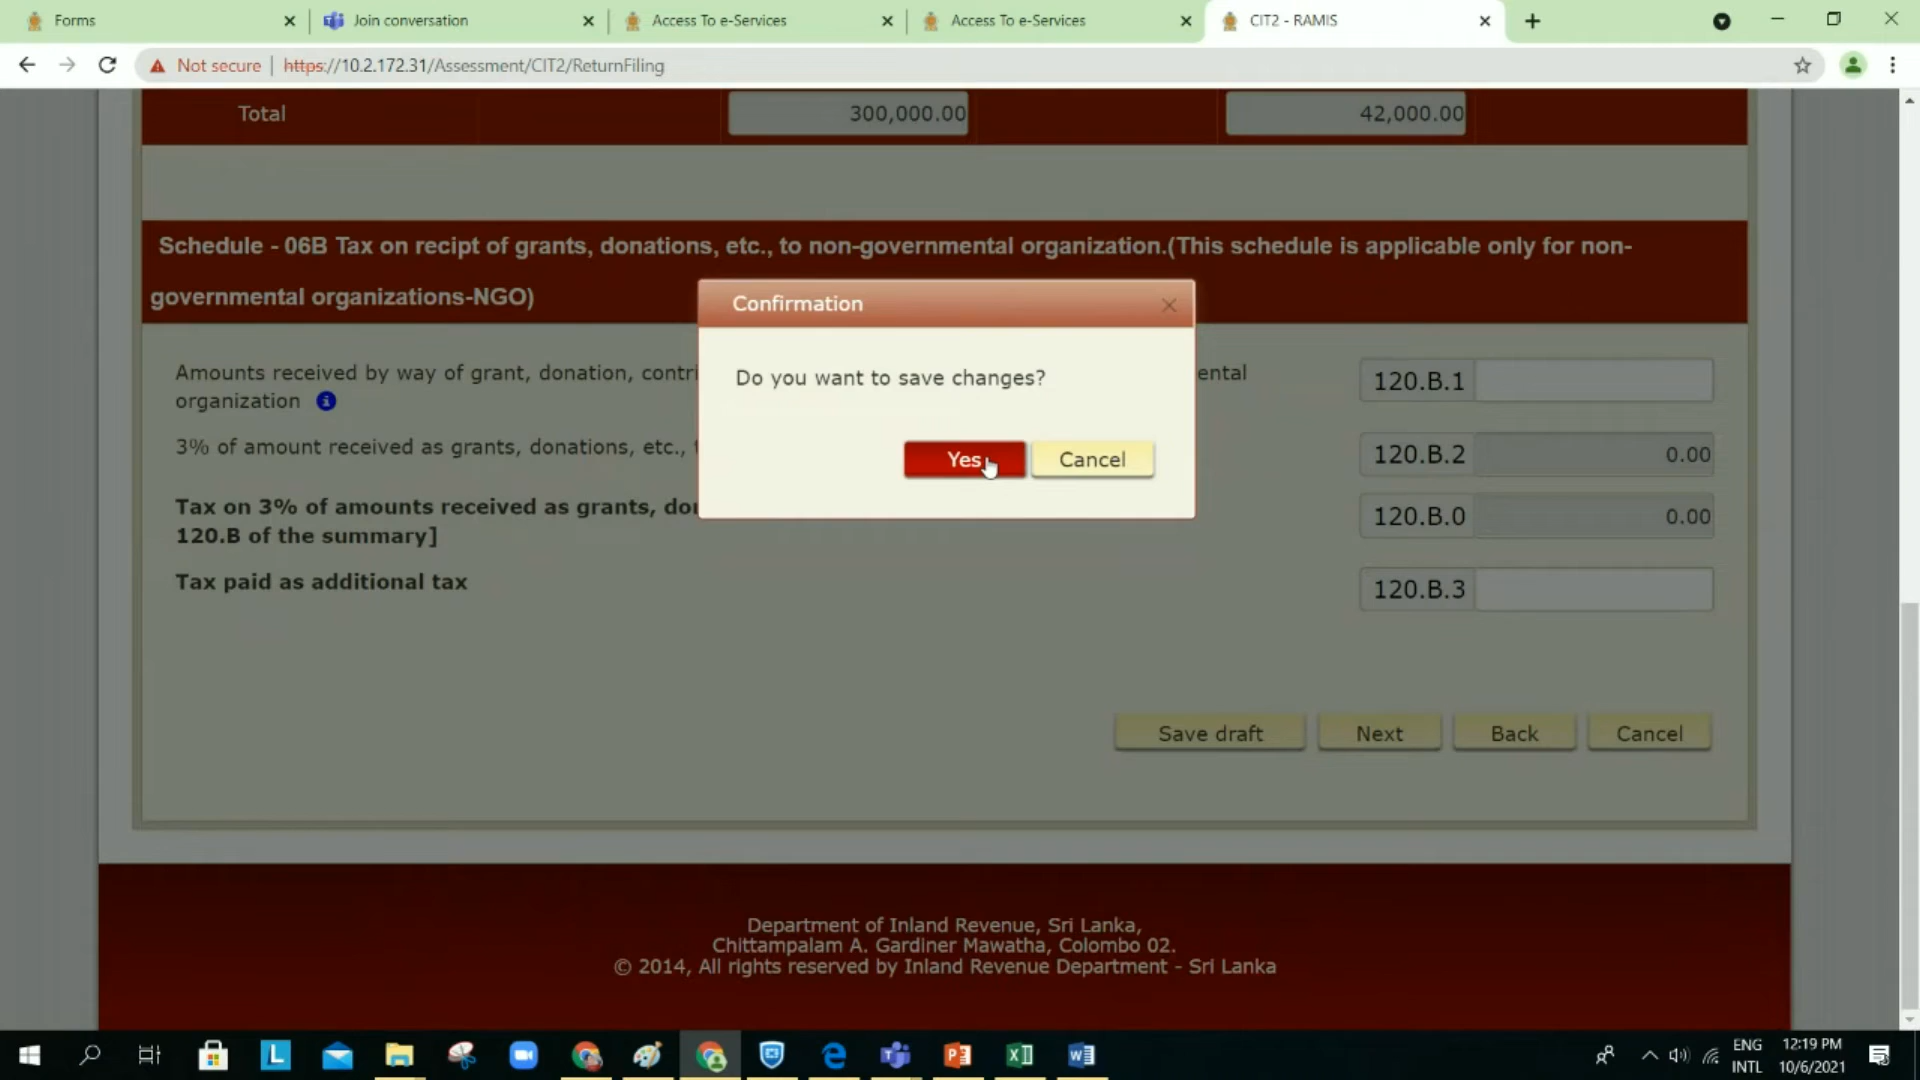 Forms
Join conversation
Access To e-Services
Access To e-Services
CIT2 - RAMIS
Not secure
https://10.2.172.31/Assessment/CIT2/ReturnFiling
Total
300,000.00
42,000.00
Schedule - 06B Tax on recipt of grants, donations, etc., to non-governmental organization.(This schedule is applicable only for non-
governmental organizations-NGO)
Confirmation
Do you want to save changes?
Yes
Cancel
Amounts received by way of grant, donation, contri
ental
organization
120.B.1
3% of amount received as grants, donations, etc.,
120.B.2
0.00
Tax on 3% of amounts received as grants,
120.B of the summary]
120.B.0
0.00
Tax paid as additional tax
120.B.3
Save draft
Next
Back
Cancel
Department of Inland Revenue, Sri Lanka,
Chittampalam A. Gardiner Mawatha, Colombo 02.
© 2014, All rights reserved by Inland Revenue Department - Sri Lanka
ENG
INTL
12:19 PM
10/6/2021